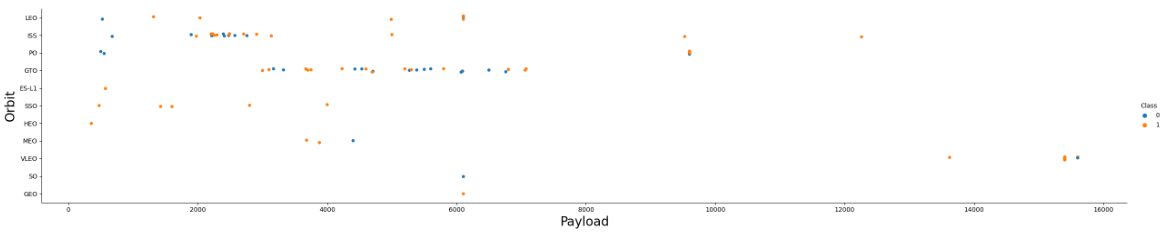 Orbit
LEO
ISS
PO
GTO
ES-L1
SSO
HEO
MEO
VLEO
SO
GEO
0 2000 4000 6000 8000 10000 12000 14000 16000
Payload
Class
0
1